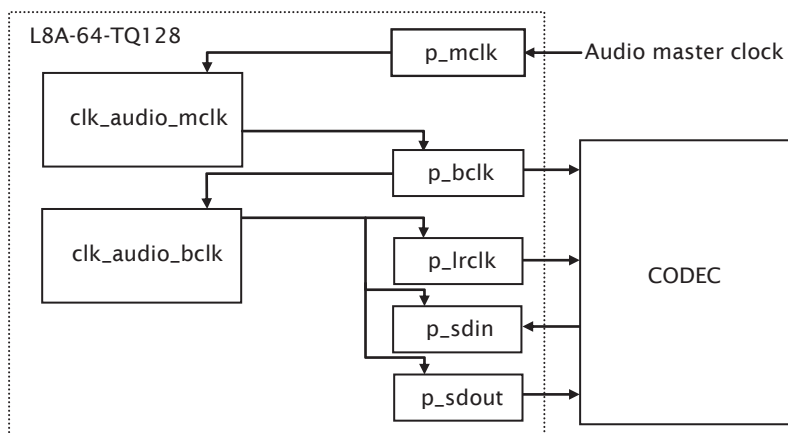 L8A-64-TQ128
p_mclk
Audio master clock
clk_audio_mclk
p_bclk
clk_audio_bclk
p_lrclk
CODEC
p_sdin
p_sdout